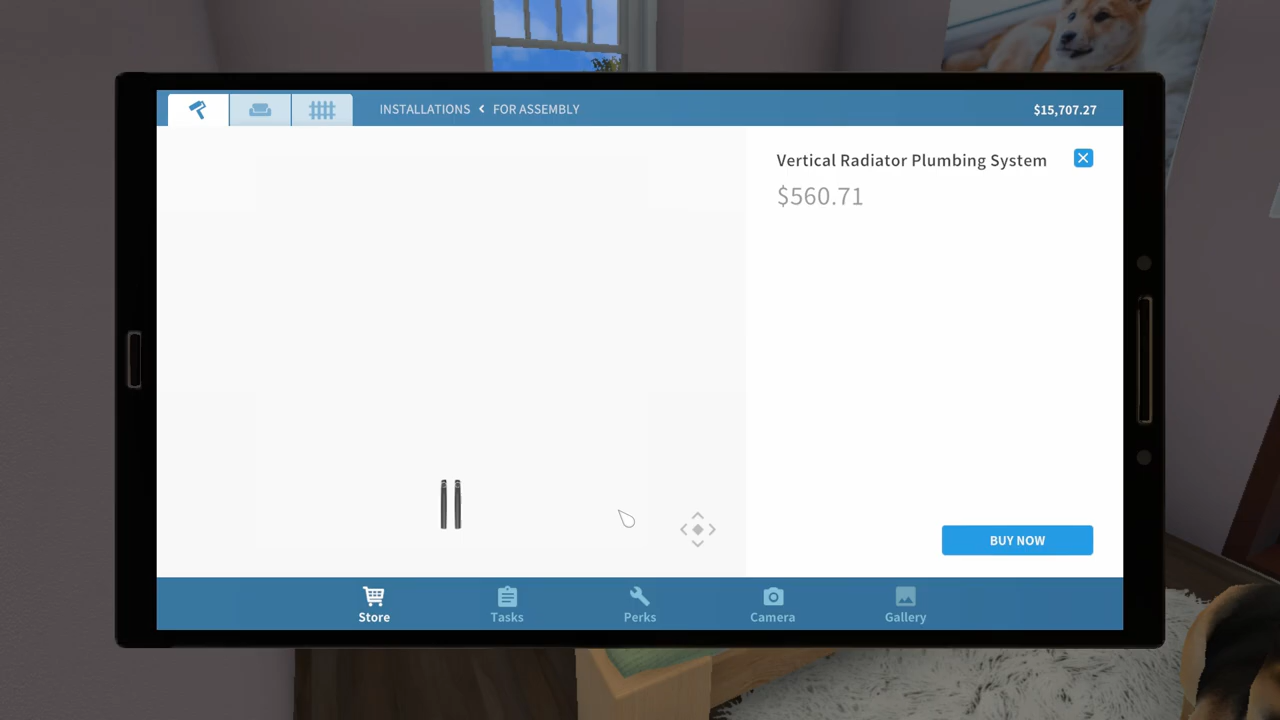 INSTALLATIONS < FOR ASSEMBLY
$15,707.27
Vertical Radiator Plumbing System
$560.71
BUY NOW
Store
Tasks
Perks
Camera
Gallery